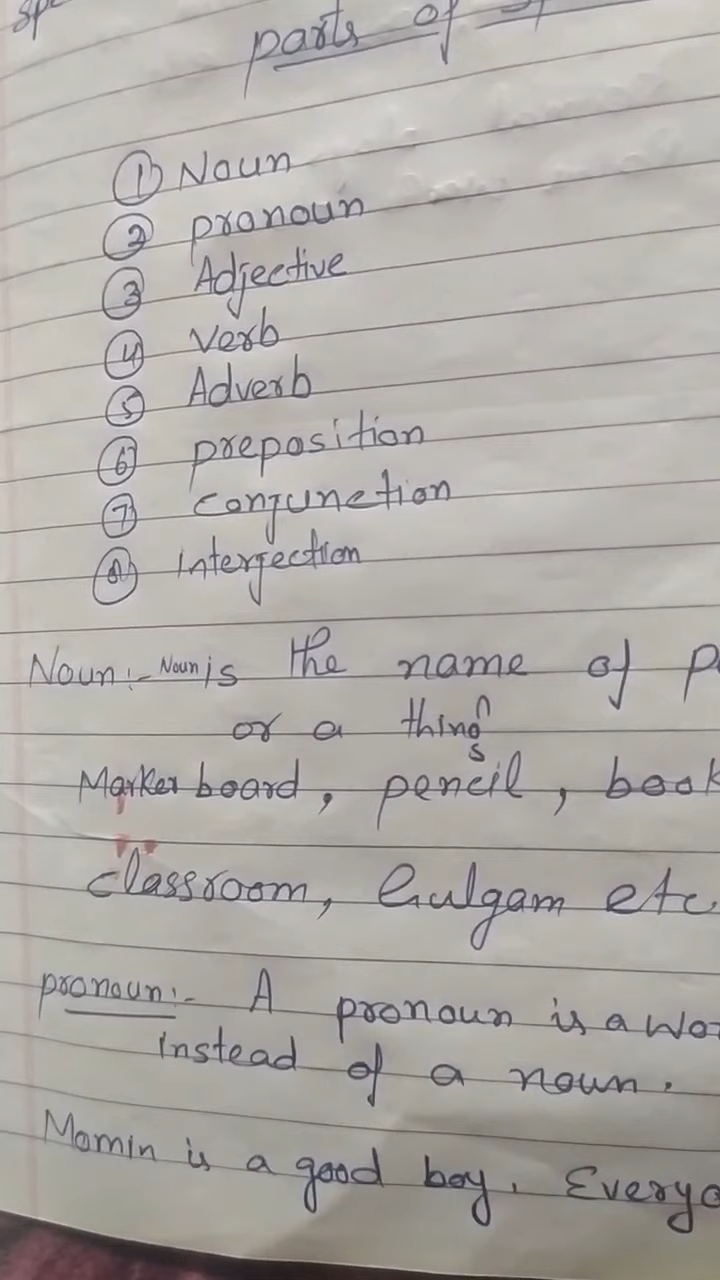 parts of
① Noun
② pronoun
③ Adjective
④ Verb
⑤ Adverb
⑥ preposition
⑦ conjunction
⑧ Interjection
Noun:- Noun is the name of
or a things
Marker board, pencil, book
classroom, Gulgam etc.
pronoun:- A pronoun is a
instead of a noun.
Momin is a good boy.